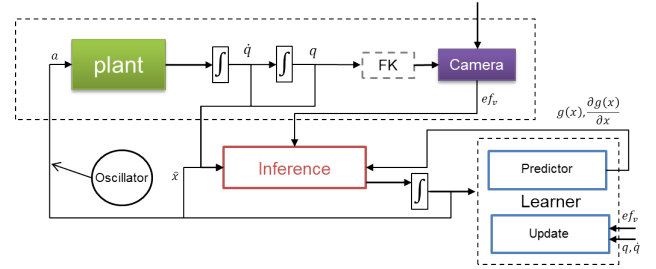 a
plant
∫
q̇
∫
q
FK
Camera
ef_v
g(x), ∂g(x)/∂x
Oscillator
x̂
Inference
∫
Predictor
Learner
Update
ef_v
q, q̇